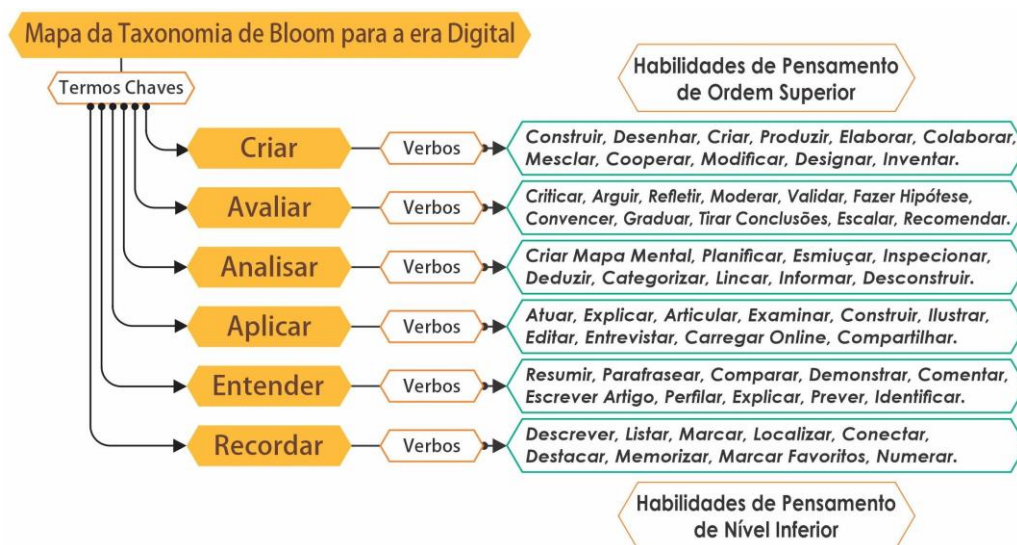 Mapa da Taxonomia de Bloom para a era Digital
Termos Chaves
Habilidades de Pensamento
de Ordem Superior
Criar
Verbos
Construir, Desenhar, Criar, Produzir, Elaborar, Colaborar,
Mesclar, Cooperar, Modificar, Designar, Inventar.
Avaliar
Verbos
Criticar, Arguir, Refletir, Moderar, Validar, Fazer Hipótese,
Convencer, Graduar, Tirar Conclusões, Escalar, Recomendar.
Analisar
Verbos
Criar Mapa Mental, Planificar, Esmiuçar, Inspecionar,
Deduzir, Categorizar, Lincar, Informar, Desconstruir.
Aplicar
Verbos
Atuar, Explicar, Articular, Examinar, Construir, Ilustrar,
Editar, Entrevistar, Carregar Online, Compartilhar.
Entender
Verbos
Resumir, Parafrasear, Comparar, Demonstrar, Comentar,
Escrever Artigo, Perfilar, Explicar, Prever, Identificar.
Recordar
Verbos
Descrever, Listar, Marcar, Localizar, Conectar,
Destacar, Memorizar, Marcar Favoritos, Numerar.
Habilidades de Pensamento
de Nível Inferior